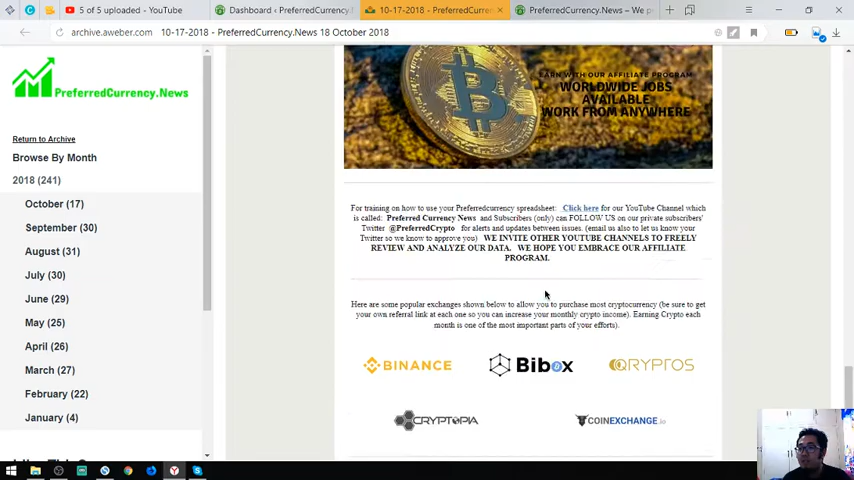 5 of 5 uploaded - YouTube
Dashboard ‹ PreferredCurrency.N
10-17-2018 - PreferredCurren
PreferredCurrency.News – We p
archive.aweber.com
10-17-2018 - PreferredCurrency.News 18 October 2018
PreferredCurrency.News
Return to Archive
Browse By Month
2018 (241)
October (17)
September (30)
August (31)
July (30)
June (29)
May (25)
April (26)
March (27)
February (22)
January (4)
EARN WITH OUR AFFILIATE PROGRAM
WORLDWIDE JOBS
AVAILABLE
WORK FROM ANYWHERE
For training on how to use your Preferredcurrency spreadsheet: Click here for our YouTube Channel which
is called: Preferred Currency News and Subscribers (only) can FOLLOW US on our private subscribers'
Twitter @PreferredCrypto for alerts and updates between issues. (email us also to let us know your
Twitter so we know to approve you) WE INVITE OTHER YOUTUBE CHANNELS TO FREELY
REVIEW AND ANALYZE OUR DATA. WE HOPE YOU EMBRACE OUR AFFILIATE
PROGRAM.
Here are some popular exchanges shown below to allow you to purchase most cryptocurrency (be sure to get
your own referral link at each one so you can increase your monthly crypto income). Earning Crypto each
month is one of the most important parts of your efforts).
BINANCE
Bibox
QRYPTOS
CRYPTOPIA
COINEXCHANGE.io